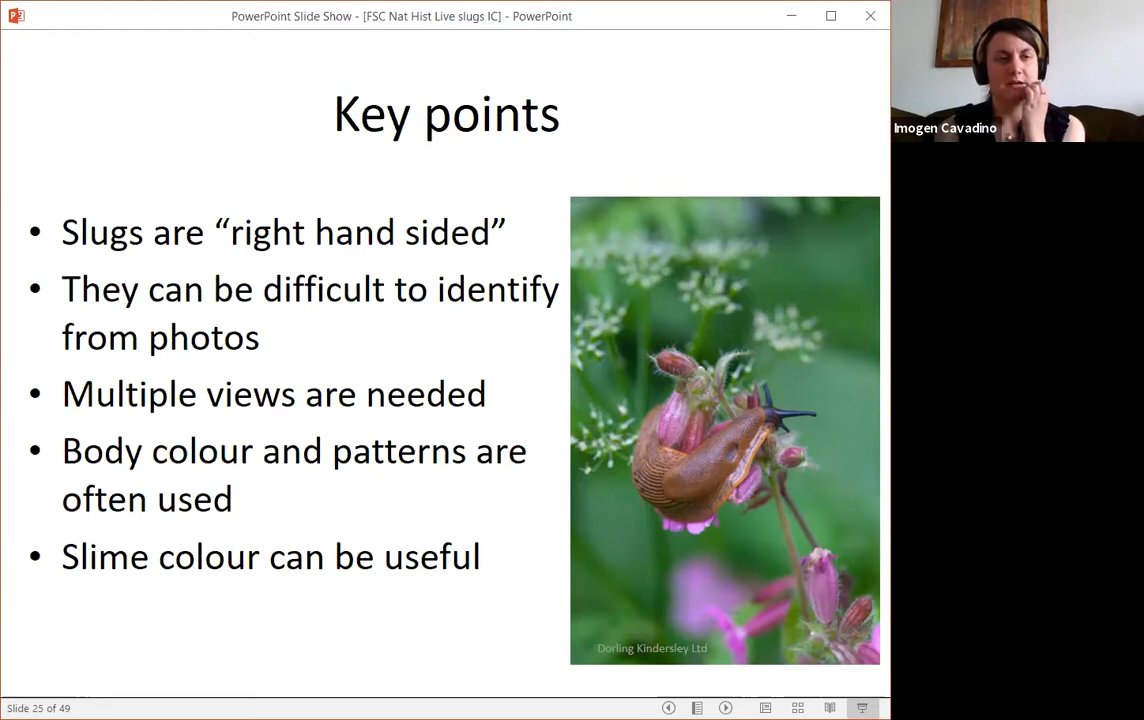 PowerPoint Slide Show - [FSC Nat Hist Live slugs IC] - PowerPoint
Imogen Cavadino
Key points
• Slugs are “right hand sided”
• They can be difficult to identify
from photos
• Multiple views are needed
• Body colour and patterns are
often used
• Slime colour can be useful
Dorling Kindersley Ltd
Slide 25 of 49